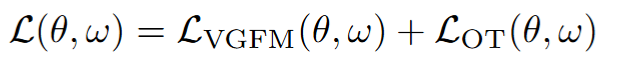 ℒ(θ, ω) = ℒ_VGFM(θ, ω) + ℒ_OT(θ, ω)